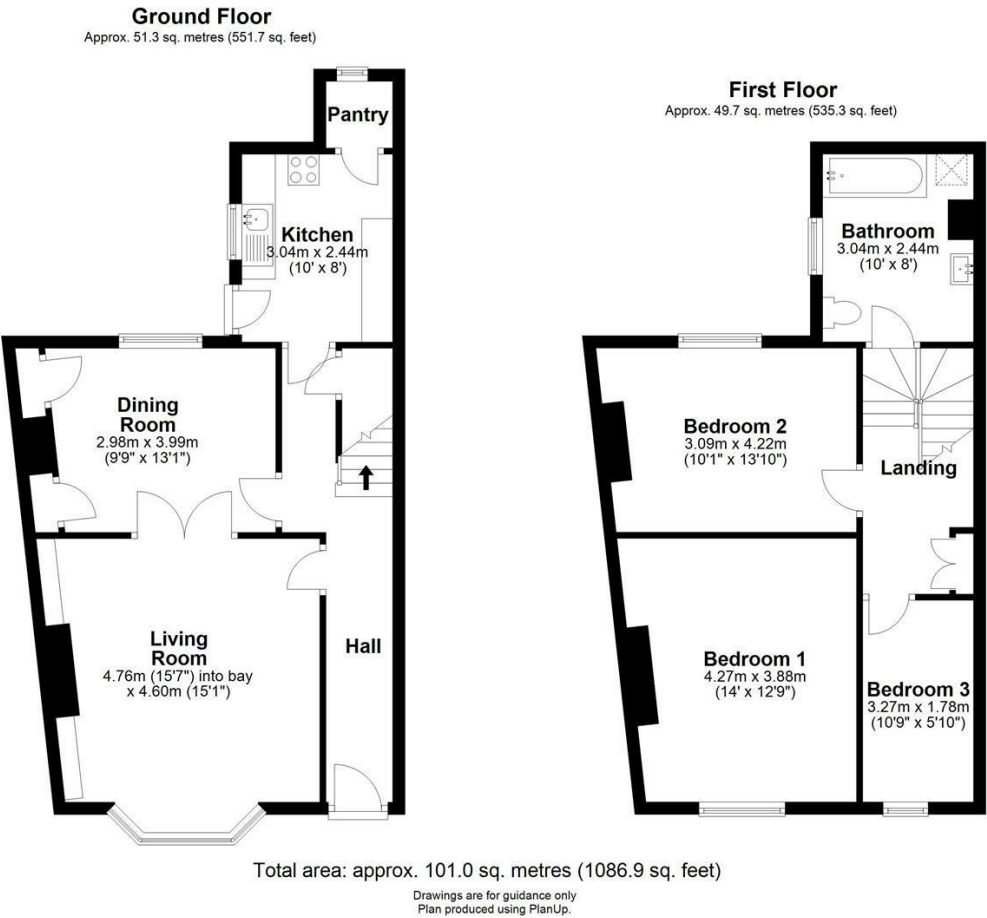 Ground Floor
Approx. 51.3 sq. metres (551.7 sq. feet)
Pantry
Kitchen
3.04m x 2.44m
(10' x 8')
Dining
Room
2.98m x 3.99m
(9'9" x 13'1")
Living
Room
4.76m (15'7") into bay
x 4.60m (15'1")
Hall
First Floor
Approx. 49.7 sq. metres (535.3 sq. feet)
Bathroom
3.04m x 2.44m
(10' x 8')
Bedroom 2
3.09m x 4.22m
(10'1" x 13'10")
Landing
Bedroom 1
4.27m x 3.88m
(14' x 12'9")
Bedroom 3
3.27m x 1.78m
(10'9" x 5'10")
Total area: approx. 101.0 sq. metres (1086.9 sq. feet)
Drawings are for guidance only
Plan produced using PlanUp.